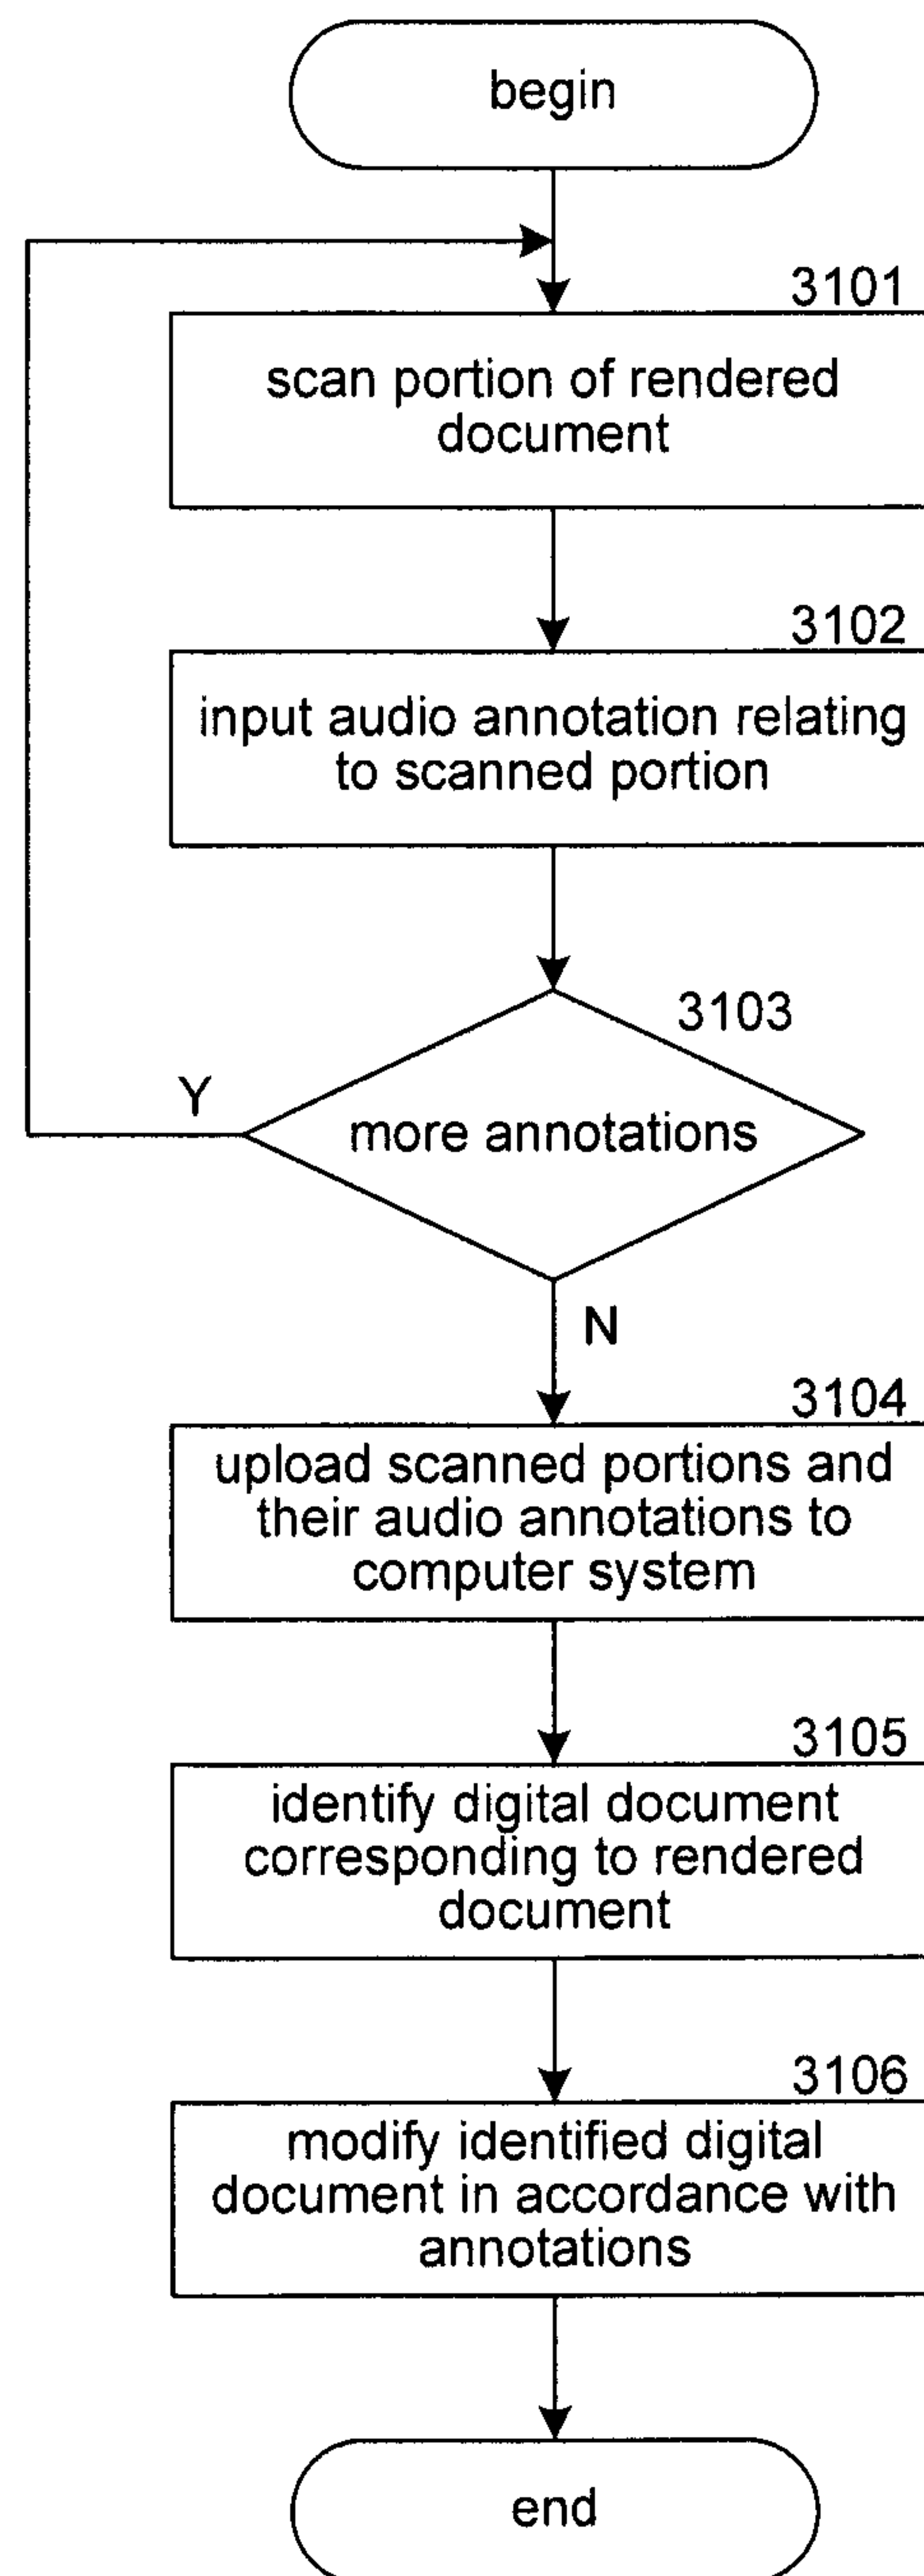 begin
3101
scan portion of rendered
document
3102
input audio annotation relating
to scanned portion
3103
more annotations
Y
N
3104
upload scanned portions and
their audio annotations to
computer system
3105
identify digital document
corresponding to rendered
document
3106
modify identified digital
document in accordance with
annotations
end